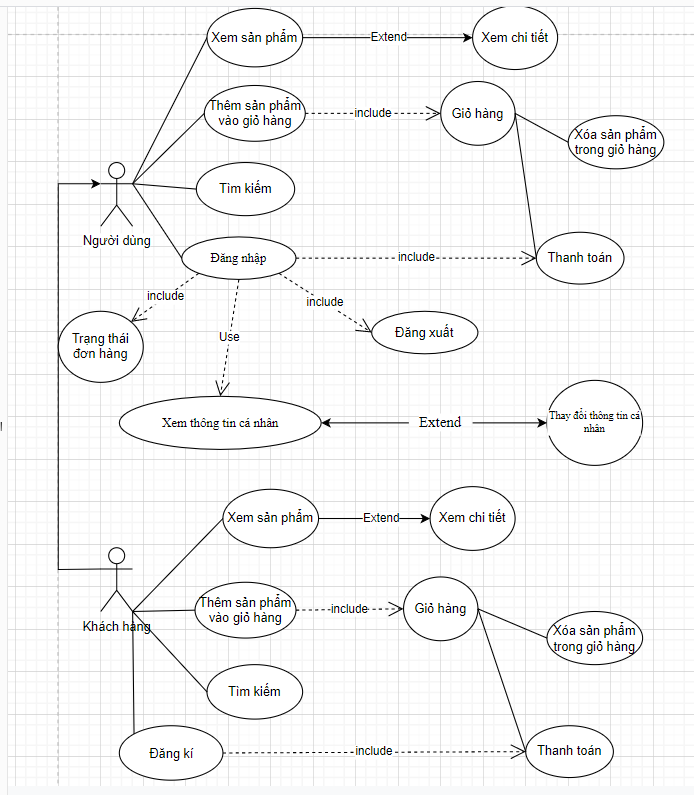 Xem sản phẩm
Extend
Xem chi tiết
Thêm sản phẩm
vào giỏ hàng
include
Giỏ hàng
Xóa sản phẩm
trong giỏ hàng
Tìm kiếm
Người dùng
Đăng nhập
include
Thanh toán
include
include
Trạng thái
đơn hàng
Use
Đăng xuất
Xem thông tin cá nhân
Extend
Thay đổi thông tin cá
nhân
Xem sản phẩm
Extend
Xem chi tiết
Khách hàng
Thêm sản phẩm
vào giỏ hàng
include
Giỏ hàng
Xóa sản phẩm
trong giỏ hàng
Tìm kiếm
Đăng kí
include
Thanh toán